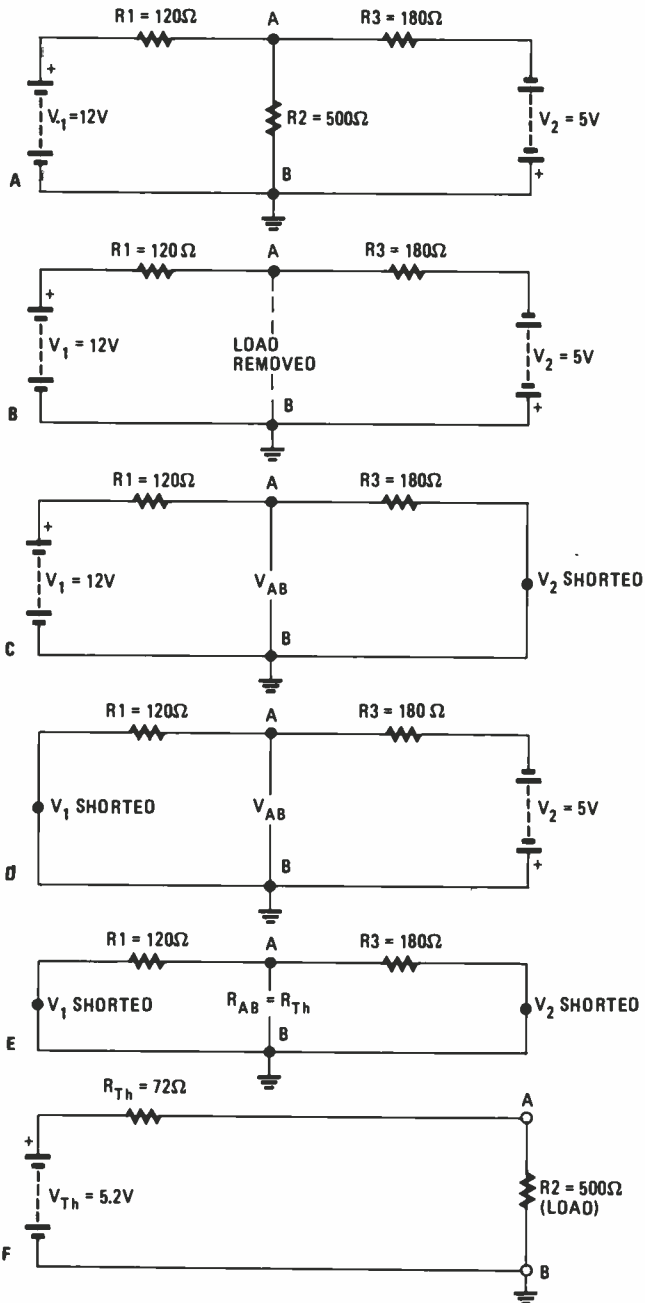 A
R1 = 120Ω
R3 = 180Ω
+
V1 = 12V
R2 = 500Ω
V2 = 5V
A
B
+
A
R1 = 120Ω
R3 = 180Ω
+
V1 = 12V
LOAD
REMOVED
V2 = 5V
B
B
+
A
R1 = 120Ω
R3 = 180Ω
+
V1 = 12V
VAB
V2 SHORTED
B
C
R1 = 120Ω
R3 = 180 Ω
A
V1 SHORTED
VAB
V2 = 5V
B
+
D
R1 = 120Ω
A
R3 = 180Ω
V1 SHORTED
RAB = RTh
V2 SHORTED
B
E
RTh = 72Ω
A
+
VTh = 5.2V
R2 = 500Ω
(LOAD)
F
B